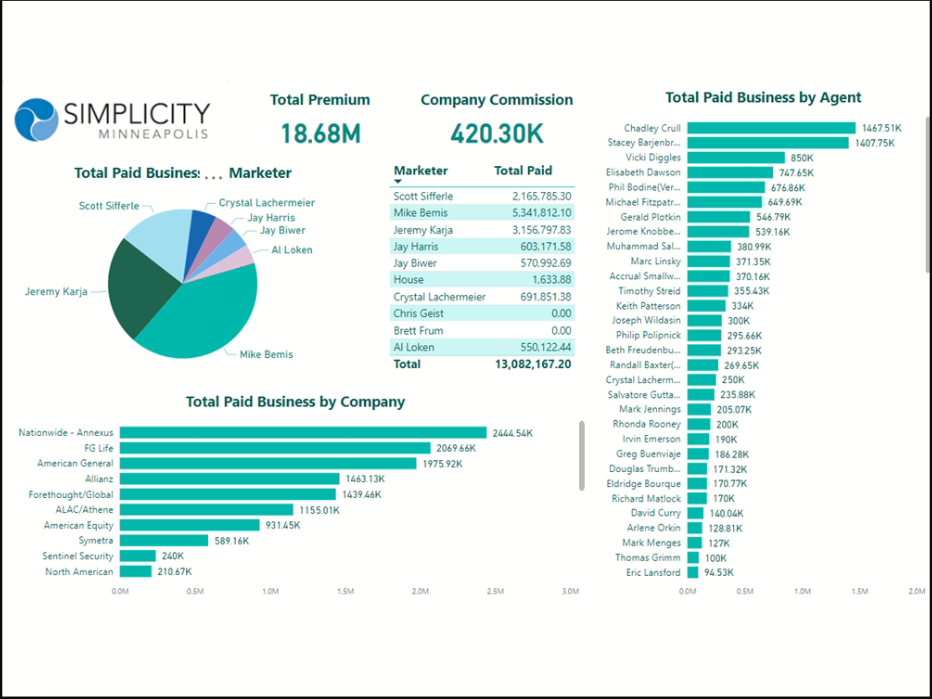 SIMPLICITY
MINNEAPOLIS
Total Premium
18.68M
Company Commission
420.30K
Total Paid Busines ... Marketer
Scott Sifferle
Crystal Lachermeier
Jay Harris
Jay Biwer
Al Loken
Jeremy Karja
Mike Bemis
Marketer Total Paid
Scott Sifferle 2,165,785.30
Mike Bemis 5,341,812.10
Jeremy Karja 3,156,797.83
Jay Harris 603,171.58
Jay Biwer 570,992.69
House 1,633.88
Crystal Lachermeier 691,851.38
Chris Geist 0.00
Brett Frum 0.00
Al Loken 550,122.44
Total 13,082,167.20
Total Paid Business by Company
Nationwide - Annexus 2444.54K
FG Life 2069.66K
American General 1975.92K
Allianz 1463.13K
Forethought/Global 1439.46K
ALAC/Athene 1155.01K
American Equity 931.45K
Symetra 589.16K
Sentinel Security 240K
North American 210.67K
0.0M 0.5M 1.0M 1.5M 2.0M 2.5M 3.0M
Total Paid Business by Agent
Chadley Crull 1467.51K
Stacey Barjenbr... 1407.75K
Vicki Diggles 850K
Elisabeth Dawson 747.65K
Phil Bodine(Ver... 676.86K
Michael Fitzpatr... 649.69K
Gerald Plotkin 546.79K
Jerome Knobbe... 539.16K
Muhammad Sal... 380.99K
Marc Linsky 371.35K
Accrual Smallw... 370.16K
Timothy Streid 355.43K
Keith Patterson 334K
Joseph Wildasin 300K
Philip Polipnick 295.66K
Beth Freudenbu... 293.25K
Randall Baxter(... 269.65K
Crystal Lacherm... 250K
Salvatore Gutta... 235.88K
Mark Jennings 205.07K
Rhonda Rooney 200K
Irvin Emerson 190K
Greg Buenviaje 186.28K
Douglas Trumb... 171.32K
Eldridge Bourque 170.77K
Richard Matlock 170K
David Curry 140.04K
Arlene Orkin 128.81K
Mark Menges 127K
Thomas Grimm 100K
Eric Lansford 94.53K
0.0M 0.5M 1.0M 1.5M 2.0M